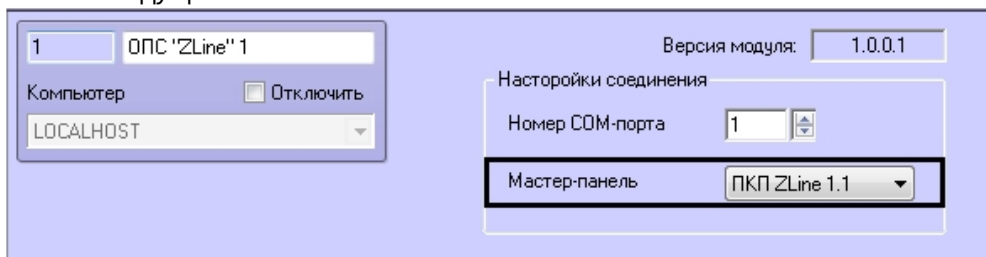 1
ОПС "ZLine" 1
Компьютер
Отключить
LOCALHOST
Версия модуля:
1.0.0.1
Насторойки соединения
Номер COM-порта
1
Мастер-панель
ПКП ZLine 1.1